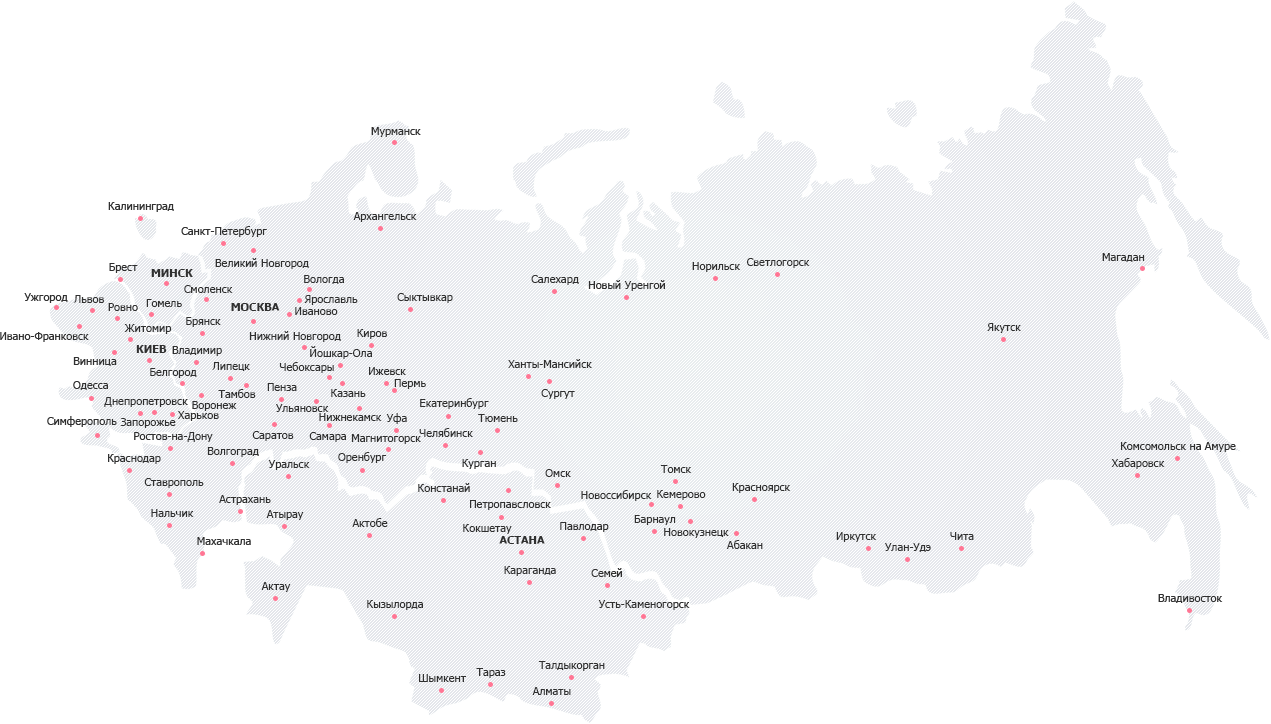 Мурманск
Калининград
Архангельск
Санкт-Петербург
Магадан
Великий Новгород
Светлогорск
Норильск
Брест
МИНСК
Вологда
Салехард
Новый Уренгой
Смоленск
Ужгород
Львов
Ярославль
Сыктывкар
Гомель
Ровно
МОСКВА
Иваново
Брянск
Житомир
Якутск
Ивано-Франковск
Нижний Новгород
Киров
КИЕВ
Владимир
Йошкар-Ола
Винница
Чебоксары
Ханты-Мансийск
Белгород
Липецк
Ижевск
Одесса
Пенза
Пермь
Тамбов
Казань
Сургут
Днепропетровск
Воронеж
Ульяновск
Екатеринбург
Харьков
Нижнекамск
Уфа
Тюмень
Симферополь
Запорожье
Ростов-на-Дону
Саратов
Самара
Магнитогорск
Челябинск
Комсомольск на Амуре
Волгоград
Краснодар
Уральск
Оренбург
Курган
Хабаровск
Томск
Омск
Ставрополь
Констанай
Красноярск
Новоссибирск
Кемерово
Астрахань
Петропавловск
Нальчик
Атырау
Актобе
Барнаул
Кокшетау
Павлодар
Новокузнецк
Иркутск
Чита
Махачкала
АСТАНА
Абакан
Улан-Удэ
Караганда
Семей
Актау
Владивосток
Кызылорда
Усть-Каменогорск
Талдыкорган
Тараз
Шымкент
Алматы